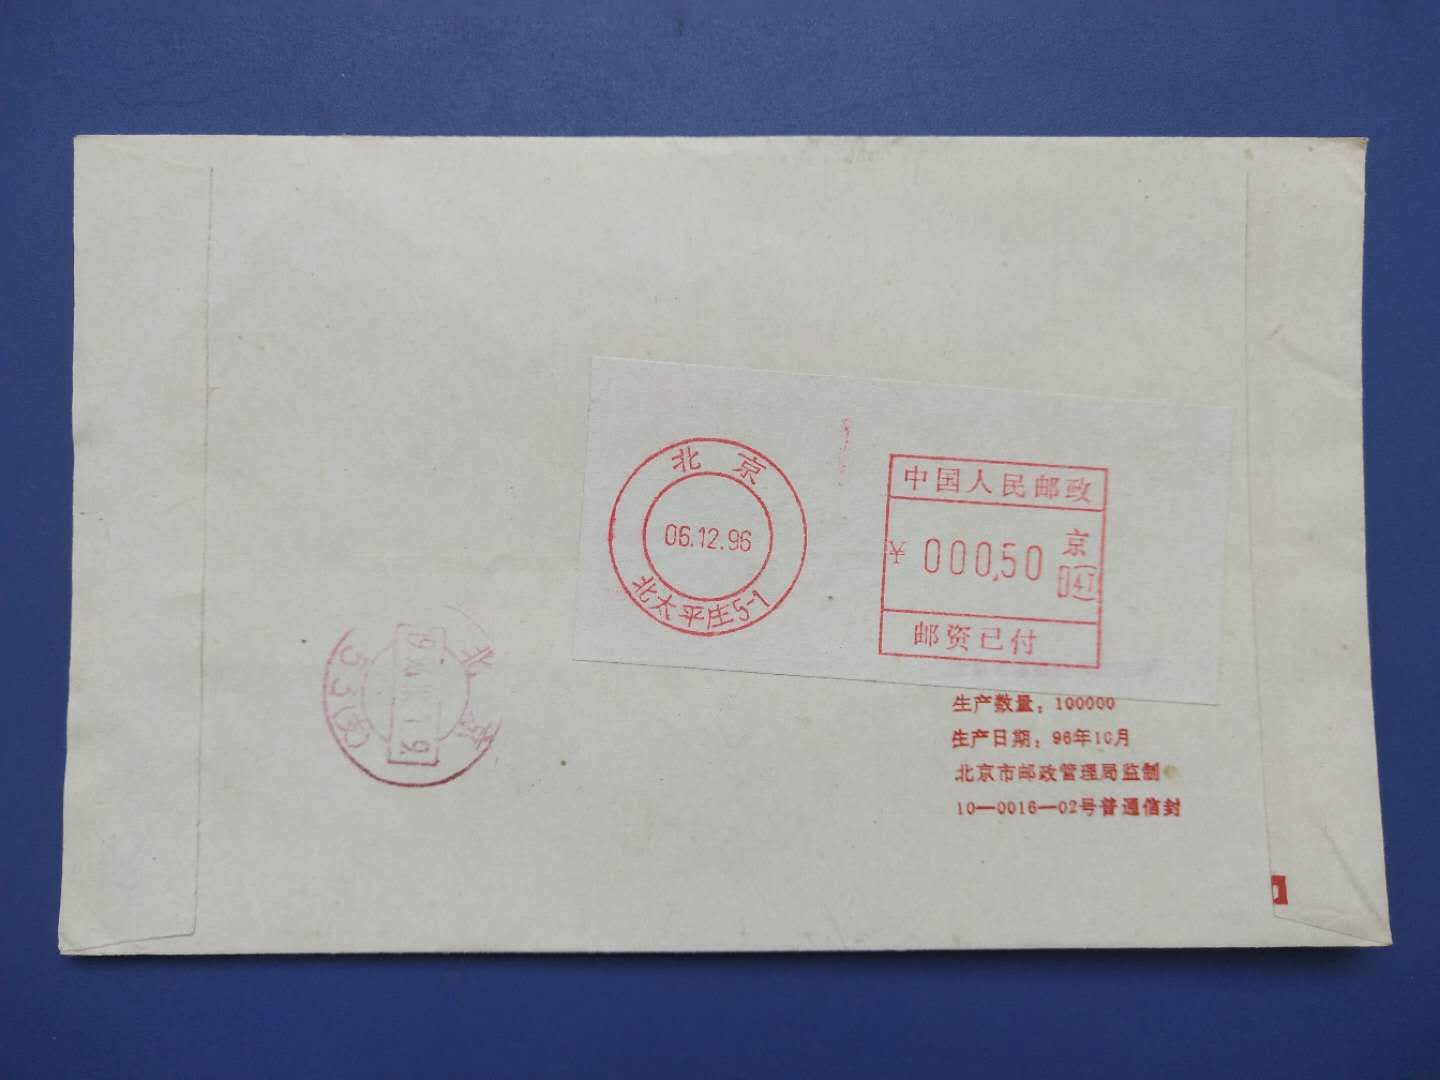 北京
06.12.96
北太平庄5-1
中国人民邮政
¥ 000,50 京
041
邮资已付
北京
生产数量：100000
生产日期：96年10月
北京市邮政管理局监制
10—0016—02号普通信封